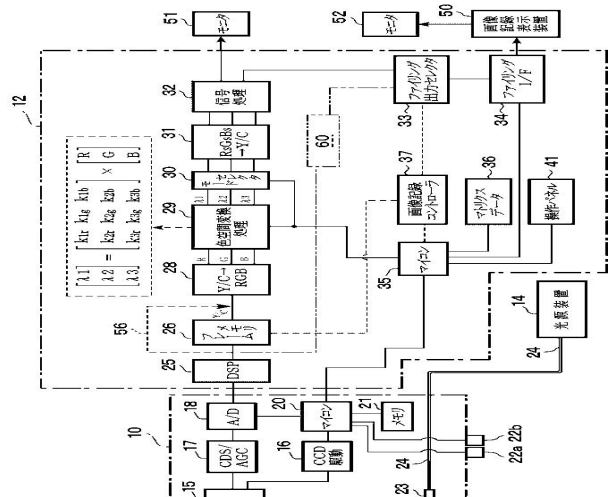 12
[λ1 λ2 λ3] = [k1r k1g k1b
k2r k2g k2b
k3r k3g k3b] × [R G B]
51
モニタ
52
モニタ
50
画像記録表示装置
32
信号処理
31
RsGsBs→Y/C
30
モードセレクタ
λ1
λ2
λ3
29
色空間変換処理
R
G
B
28
Y/C→RGB
56
26
フレームメモリ
25
DSP
60
33
ファイリング出力セレクタ
34
ファイリングI/F
37
画像記録コントローラ
36
マトリクスデータ
35
マイコン
41
操作パネル
14
光源装置
24
10
18
A/D
17
CDS/AGC
15
20
マイコン
21
メモリ
16
CCD駆動
22b
22a
24
23